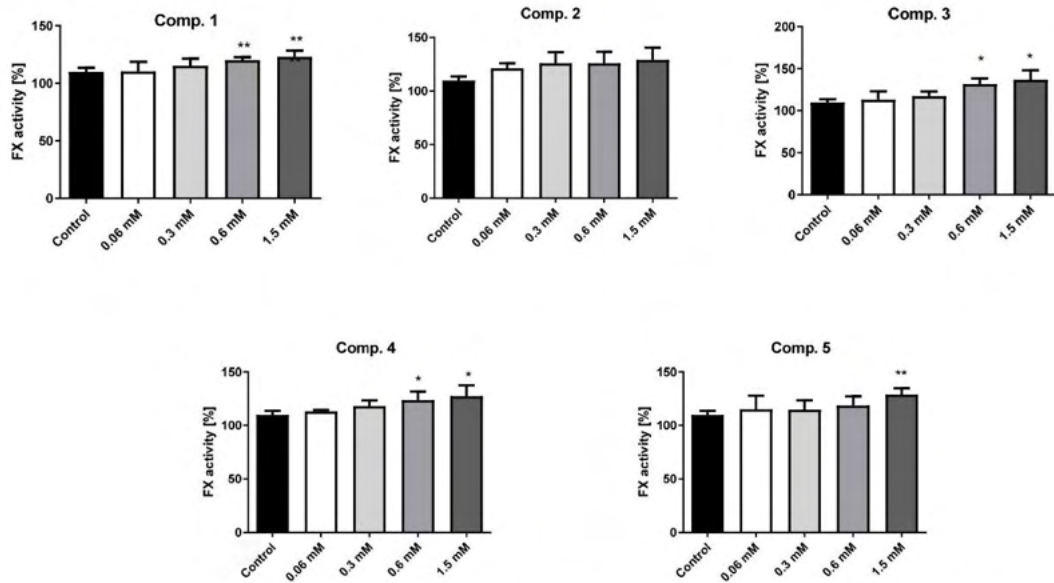 Comp. 1
FX activity [%]
150
100
50
0
** **
Control 0.06 mM 0.3 mM 0.6 mM 1.5 mM
Comp. 2
FX activity [%]
150
100
50
0
Control 0.06 mM 0.3 mM 0.6 mM 1.5 mM
Comp. 3
FX activity [%]
200
150
100
50
0
* *
Control 0.06 mM 0.3 mM 0.6 mM 1.5 mM
Comp. 4
FX activity [%]
150
100
50
0
* *
Control 0.06 mM 0.3 mM 0.6 mM 1.5 mM
Comp. 5
FX activity [%]
150
100
50
0
**
Control 0.06 mM 0.3 mM 0.6 mM 1.5 mM